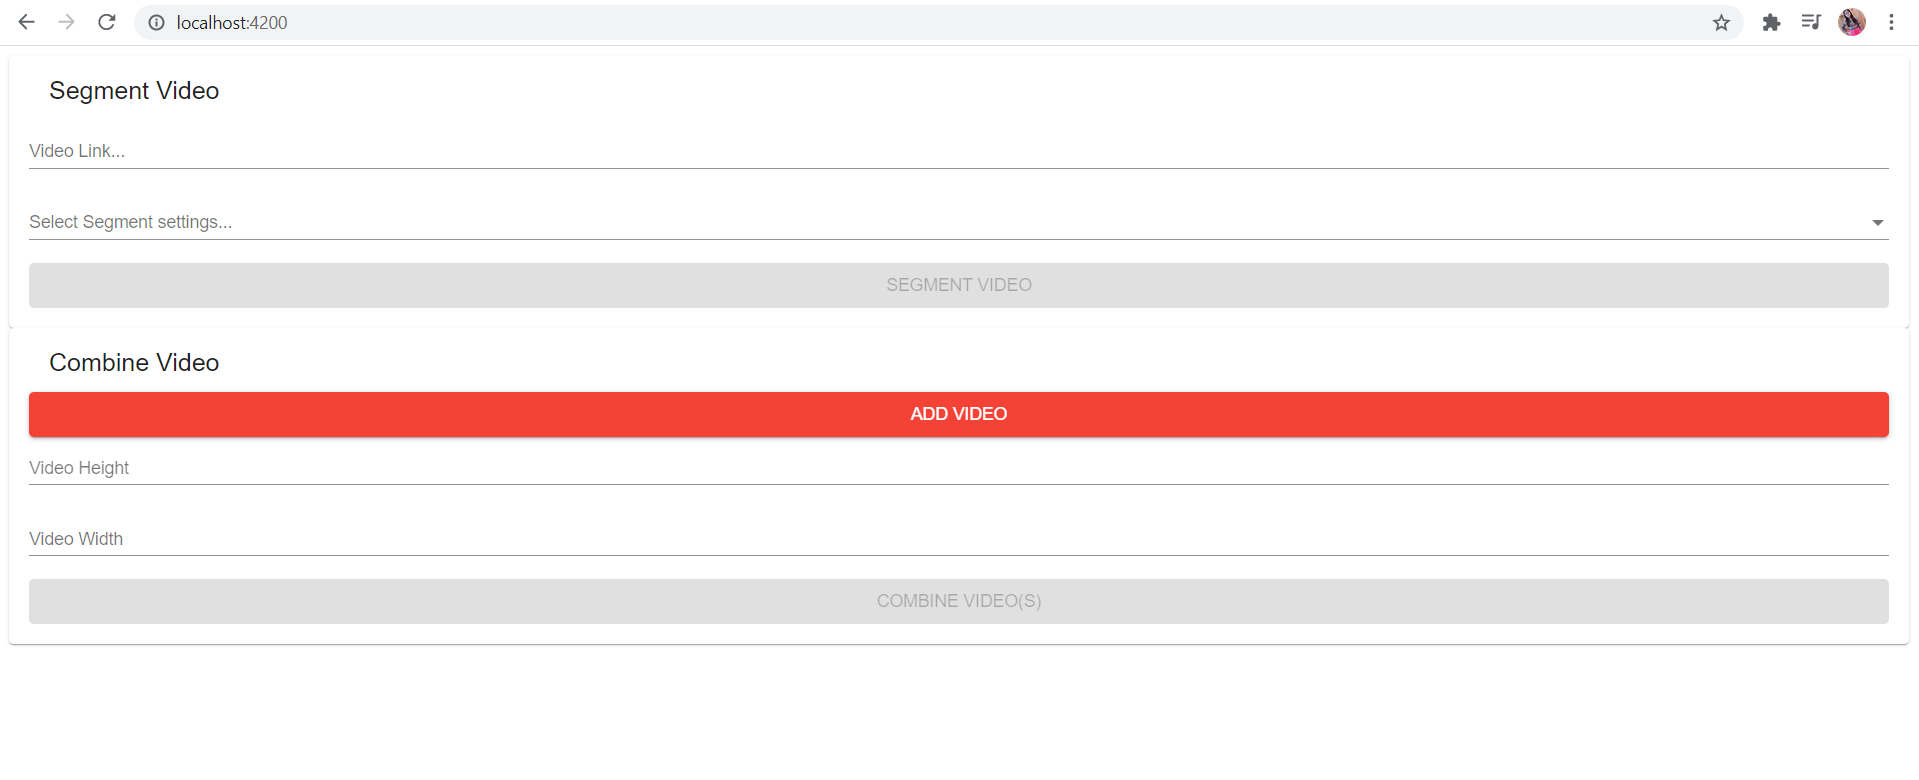 localhost:4200
Segment Video
Video Link...
Select Segment settings...
SEGMENT VIDEO
Combine Video
ADD VIDEO
Video Height
Video Width
COMBINE VIDEO(S)